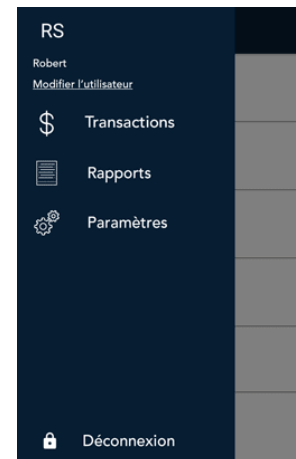 RS
Robert
Modifier l'utilisateur
$ Transactions
Rapports
Paramètres
Déconnexion